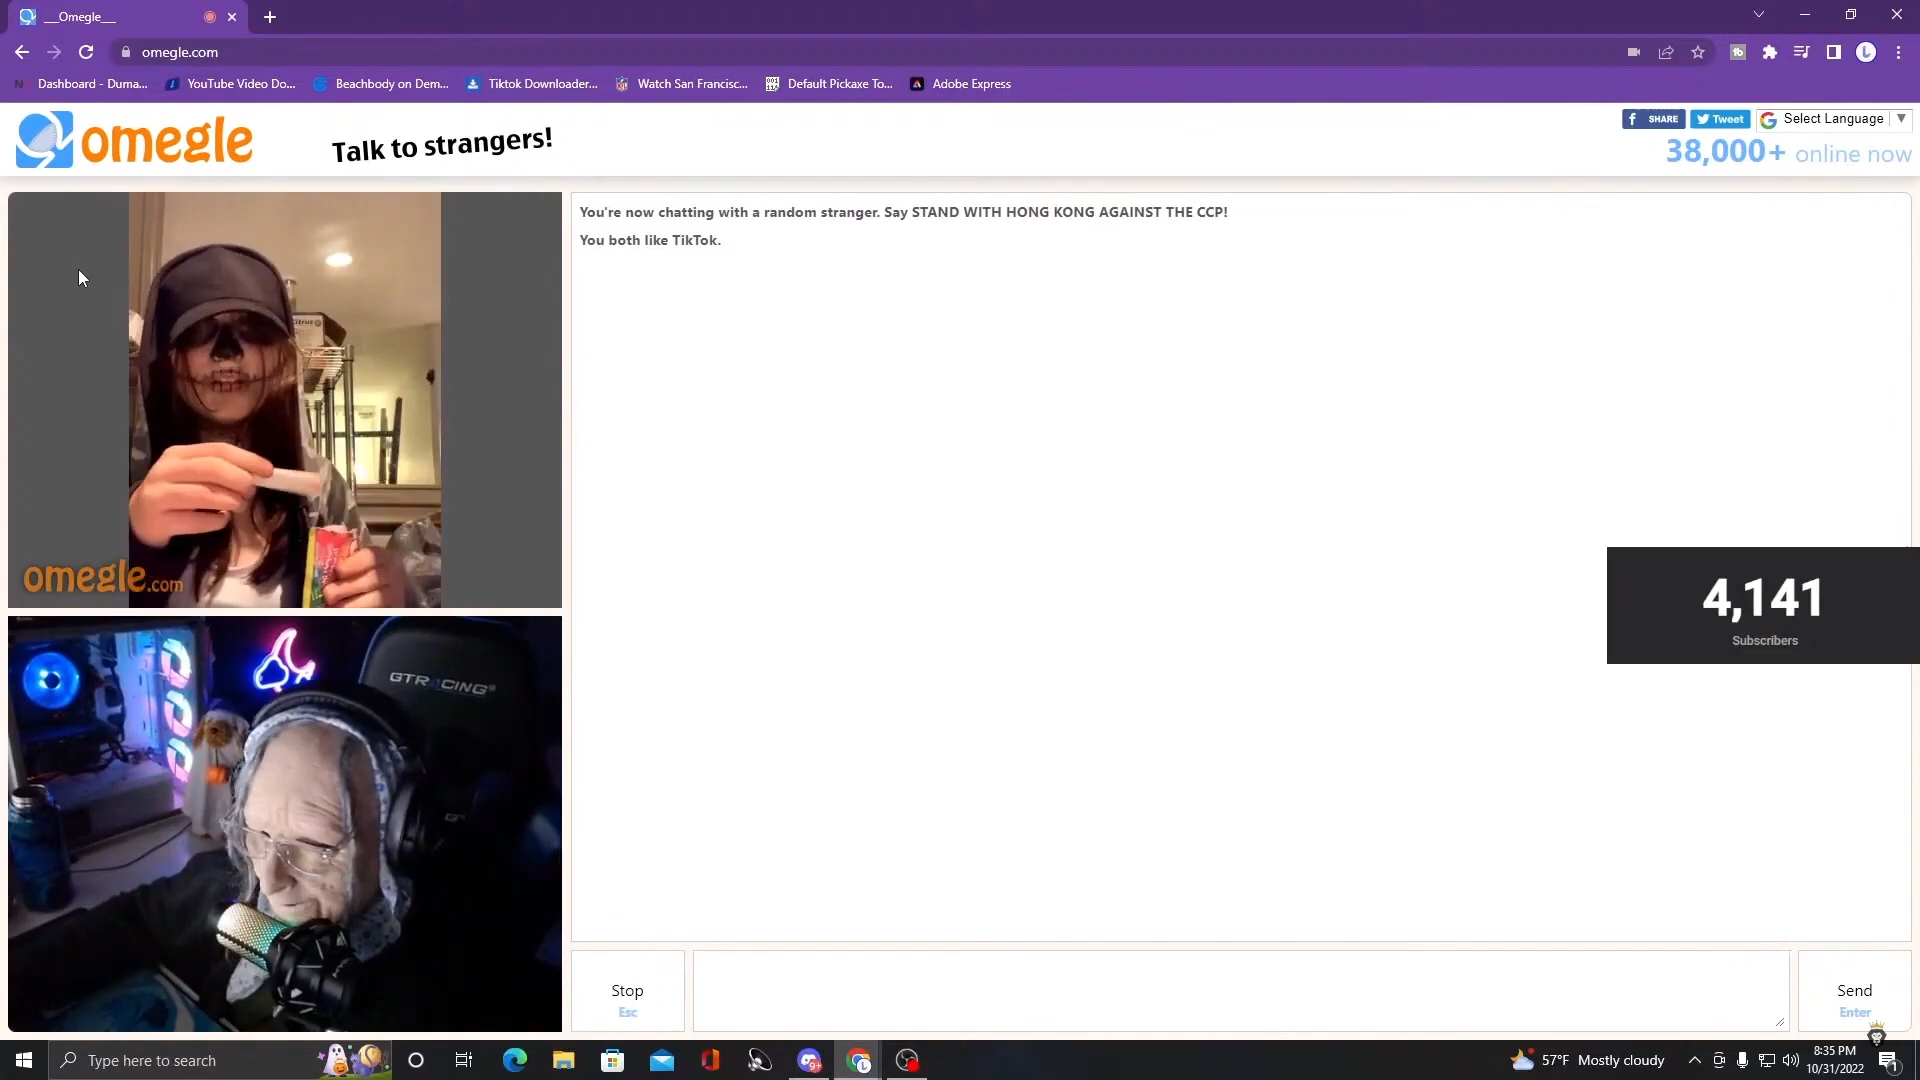 ___Omegle___
omegle.com
Dashboard - Duma...
YouTube Video Do...
Beachbody on Dem...
Tiktok Downloader...
Watch San Francisc...
Default Pickaxe To...
Adobe Express
omegle
Talk to strangers!
SHARE
Tweet
Select Language
38,000+ online now
You're now chatting with a random stranger. Say STAND WITH HONG KONG AGAINST THE CCP!
You both like TikTok.
omegle.com
4,141
Subscribers
GTRACING
Stop
Esc
Send
Enter
Type here to search
57°F Mostly cloudy
8:35 PM
10/31/2022